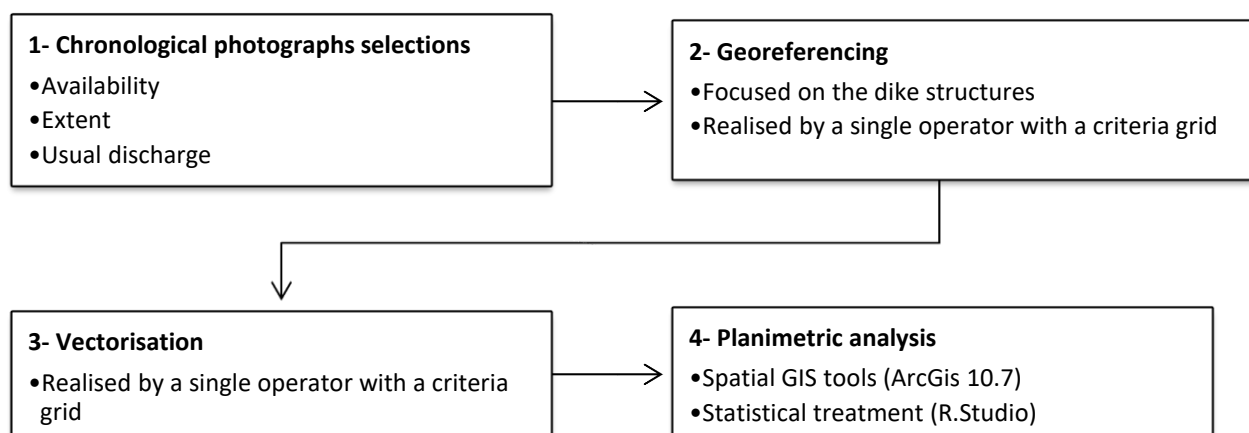 1- Chronological photographs selections
•Availability
•Extent
•Usual discharge
2- Georeferencing
•Focused on the dike structures
•Realised by a single operator with a criteria grid
3- Vectorisation
•Realised by a single operator with a criteria
grid
4- Planimetric analysis
•Spatial GIS tools (ArcGis 10.7)
•Statistical treatment (R.Studio)